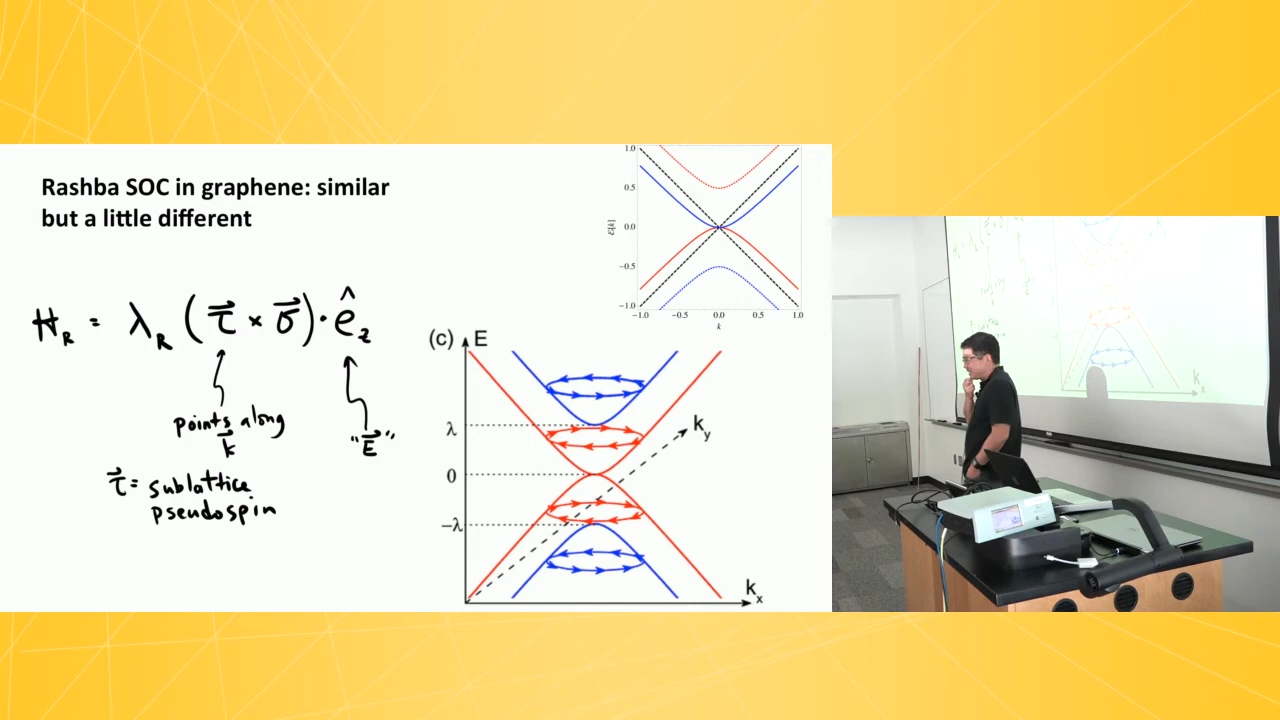 Rashba SOC in graphene: similar
but a little different
H_R = λ_R (τ⃗ × σ⃗) · ê_z
points along
k⃗
"E⃗"
τ⃗ = sublattice
pseudospin
1.0
0.5
0.0
−0.5
−1.0
ℰ[k]
−1.0 −0.5 0.0 0.5 1.0
k
(c) E
λ
0
−λ
k_y
k_x